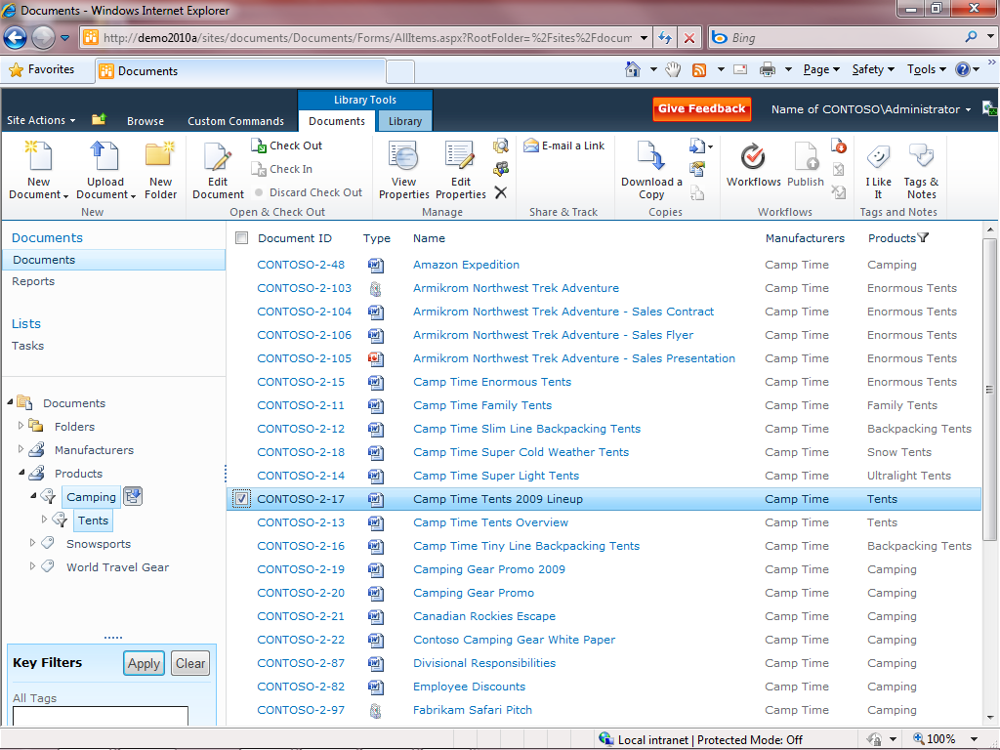 Documents - Windows Internet Explorer
http://demo2010a/sites/documents/Documents/Forms/AllItems.aspx?RootFolder=%2Fsites%2Fdocum
Bing
Favorites
Documents
Page
Safety
Tools
»
Library Tools
Site Actions
Browse
Custom Commands
Documents
Library
Give Feedback
Name of CONTOSO\Administrator
New Document
Upload Document
New Folder
New
Edit Document
Check Out
Check In
Discard Check Out
Open & Check Out
View Properties
Edit Properties
Manage
E-mail a Link
Share & Track
Download a Copy
Copies
Workflows
Publish
Workflows
I Like It
Tags & Notes
Tags and Notes
Documents
Documents
Reports
Lists
Tasks
Documents
Folders
Manufacturers
Products
Camping
Tents
Snowsports
World Travel Gear
Key Filters
Apply
Clear
All Tags
Document ID Type Name Manufacturers Products
CONTOSO-2-48 Amazon Expedition Camp Time Camping
CONTOSO-2-103 Armikrom Northwest Trek Adventure Camp Time Enormous Tents
CONTOSO-2-104 Armikrom Northwest Trek Adventure - Sales Contract Camp Time Enormous Tents
CONTOSO-2-106 Armikrom Northwest Trek Adventure - Sales Flyer Camp Time Enormous Tents
CONTOSO-2-105 Armikrom Northwest Trek Adventure - Sales Presentation Camp Time Enormous Tents
CONTOSO-2-15 Camp Time Enormous Tents Camp Time Enormous Tents
CONTOSO-2-11 Camp Time Family Tents Camp Time Family Tents
CONTOSO-2-12 Camp Time Slim Line Backpacking Tents Camp Time Backpacking Tents
CONTOSO-2-18 Camp Time Super Cold Weather Tents Camp Time Snow Tents
CONTOSO-2-14 Camp Time Super Light Tents Camp Time Ultralight Tents
CONTOSO-2-17 Camp Time Tents 2009 Lineup Camp Time Tents
CONTOSO-2-13 Camp Time Tents Overview Camp Time Tents
CONTOSO-2-16 Camp Time Tiny Line Backpacking Tents Camp Time Backpacking Tents
CONTOSO-2-19 Camping Gear Promo 2009 Camp Time Camping
CONTOSO-2-20 Camping Gear Promo Camp Time Camping
CONTOSO-2-21 Canadian Rockies Escape Camp Time Camping
CONTOSO-2-22 Contoso Camping Gear White Paper Camp Time Camping
CONTOSO-2-87 Divisional Responsibilities Camp Time Camping
CONTOSO-2-82 Employee Discounts Camp Time Camping
CONTOSO-2-97 Fabrikam Safari Pitch Camp Time Camping
Local intranet | Protected Mode: Off
100%